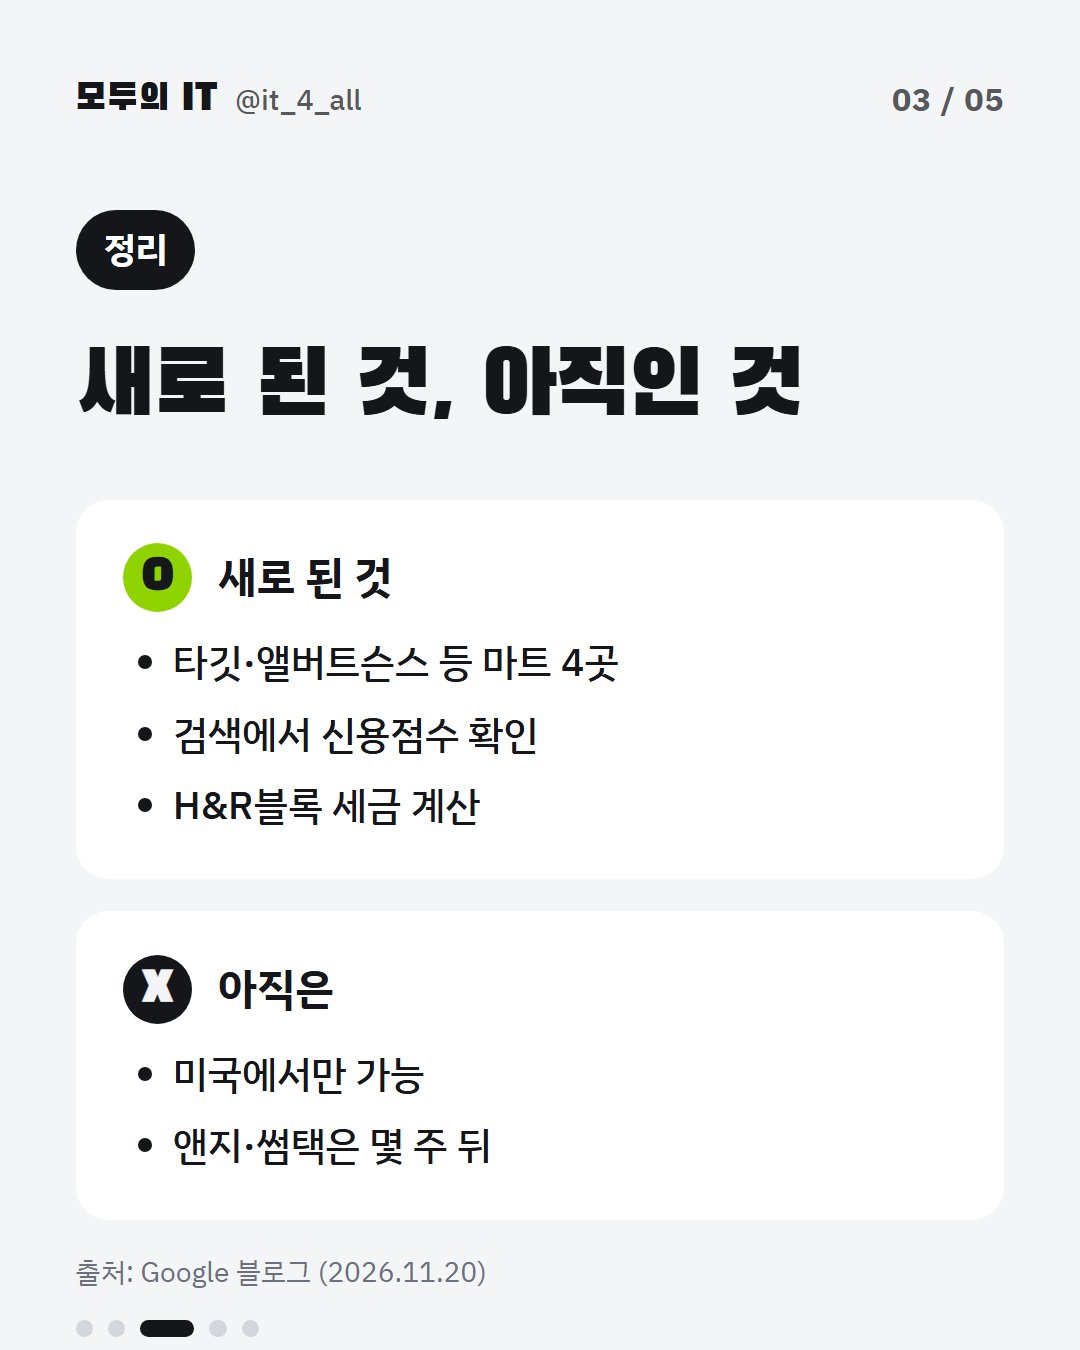 모두의 IT @it_4_all
03 / 05
정리
새로 된 것, 아직인 것
O 새로 된 것
• 타깃·앨버트슨스 등 마트 4곳
• 검색에서 신용점수 확인
• H&R블록 세금 계산
X 아직은
• 미국에서만 가능
• 앤지·썸택은 몇 주 뒤
출처: Google 블로그 (2026.11.20)